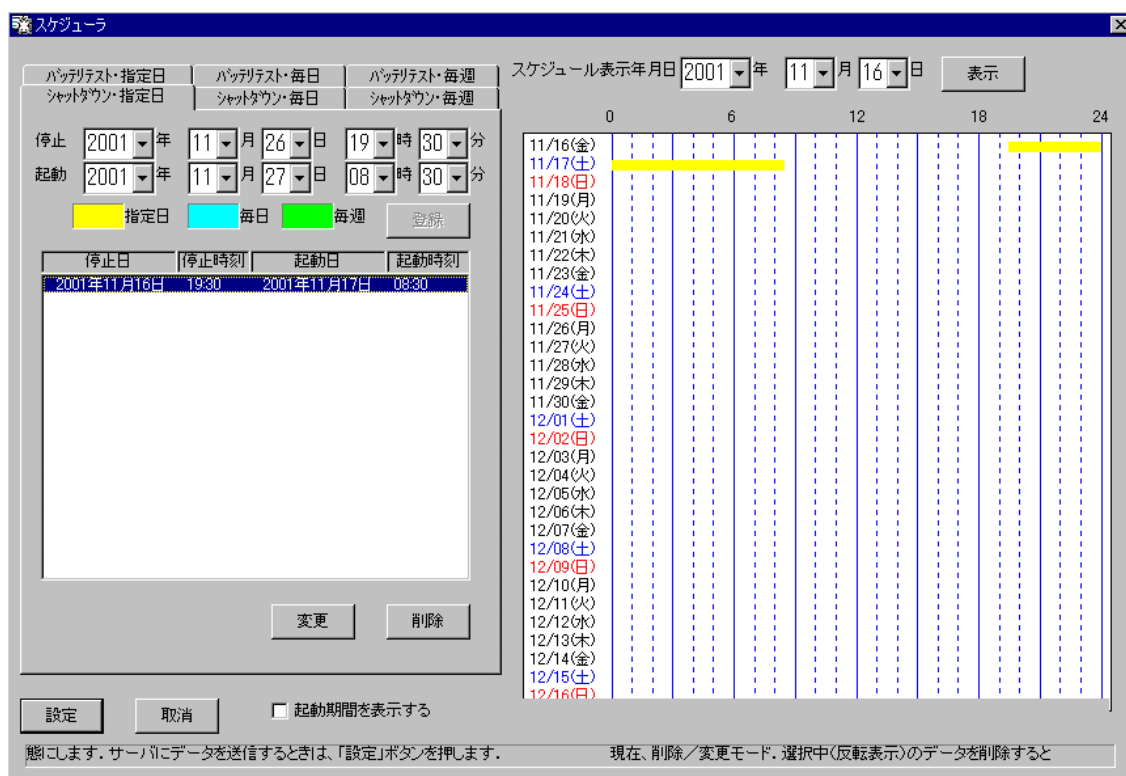 スケジューラ
バッテリテスト・指定日 バッテリテスト・毎日 バッテリテスト・毎週
シャットダウン・指定日 シャットダウン・毎日 シャットダウン・毎週
停止 2001 年 11 月 26 日 19 時 30 分
起動 2001 年 11 月 27 日 08 時 30 分
指定日 毎日 毎週 登録
停止日 停止時刻 起動日 起動時刻
2001年11月16日 19:30 2001年11月17日 08:30
変更 削除
設定 取消 起動期間を表示する
スケジュール表示年月日 2001 年 11 月 16 日 表示
0 6 12 18 24
11/16(金)
11/17(土)
11/18(日)
11/19(月)
11/20(火)
11/21(水)
11/22(木)
11/23(金)
11/24(土)
11/25(日)
11/26(月)
11/27(火)
11/28(水)
11/29(木)
11/30(金)
12/01(土)
12/02(日)
12/03(月)
12/04(火)
12/05(水)
12/06(木)
12/07(金)
12/08(土)
12/09(日)
12/10(月)
12/11(火)
12/12(水)
12/13(木)
12/14(金)
12/15(土)
12/16(日)
態にします．サーバにデータを送信するときは、「設定」ボタンを押します． 現在、削除／変更モード．選択中(反転表示)のデータを削除すると